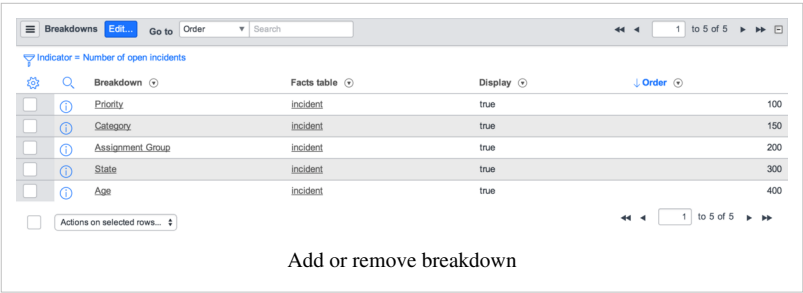 Breakdowns Edit... Go to Order Search 1 to 5 of 5
Indicator = Number of open incidents
Breakdown Facts table Display Order
Priority incident true 100
Category incident true 150
Assignment Group incident true 200
State incident true 300
Age incident true 400
Actions on selected rows... 1 to 5 of 5
Add or remove breakdown